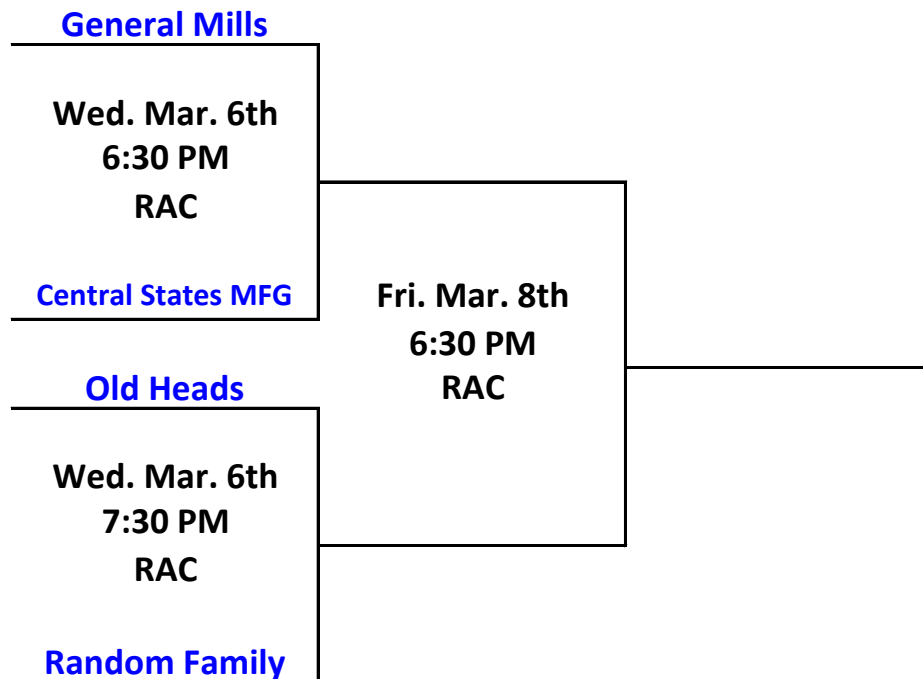 General Mills
Wed. Mar. 6th
6:30 PM
RAC
Central States MFG
Fri. Mar. 8th
6:30 PM
RAC
Old Heads
Wed. Mar. 6th
7:30 PM
RAC
Random Family